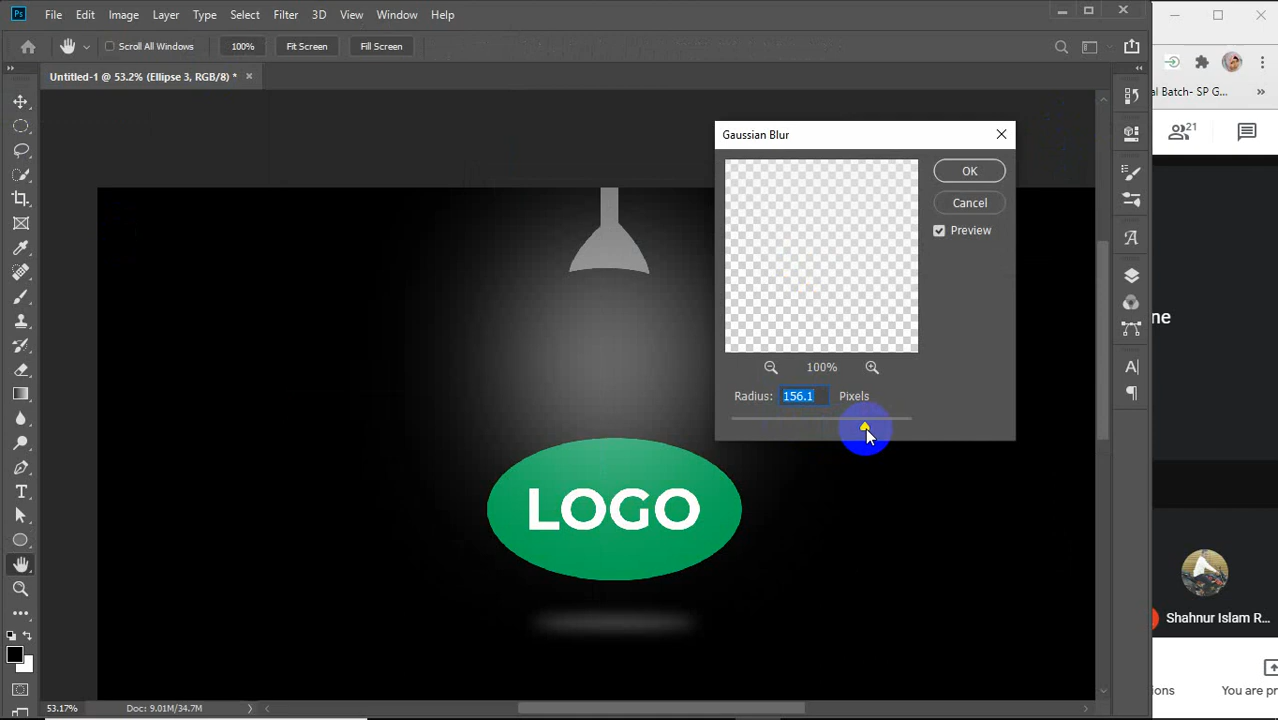 Ps File Edit Image Layer Type Select Filter 3D View Window Help
Scroll All Windows 100% Fit Screen Fill Screen
Untitled-1 @ 53.2% (Ellipse 3, RGB/8) *
al Batch- SP G...
21
Gaussian Blur
OK
Cancel
Preview
100%
Radius: 156.1 Pixels
LOGO
ne
Shahnur Islam R...
ions You are pr
53.17% Doc: 9.01M/34.7M